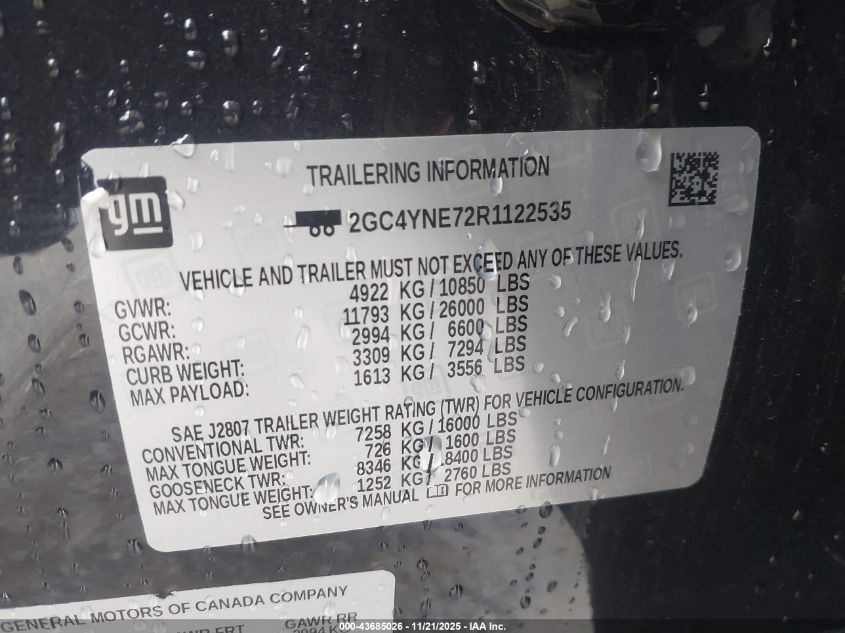 gm
TRAILERING INFORMATION
2GC4YNE72R1122535
VEHICLE AND TRAILER MUST NOT EXCEED ANY OF THESE VALUES.
GVWR: 4922 KG / 10850 LBS
GCWR: 11793 KG / 26000 LBS
RGAWR: 2994 KG / 6600 LBS
CURB WEIGHT: 3309 KG / 7294 LBS
MAX PAYLOAD: 1613 KG / 3556 LBS
SAE J2807 TRAILER WEIGHT RATING (TWR) FOR VEHICLE CONFIGURATION.
CONVENTIONAL TWR: 7258 KG / 16000 LBS
MAX TONGUE WEIGHT: 726 KG / 1600 LBS
GOOSENECK TWR: 8346 KG 8400 LBS
MAX TONGUE WEIGHT: 1252 KG / 2760 LBS
SEE OWNER'S MANUAL FOR MORE INFORMATION
GENERAL MOTORS OF CANADA COMPANY
GAWR RR
000-43685026 - 11/21/2025 - IAA Inc.